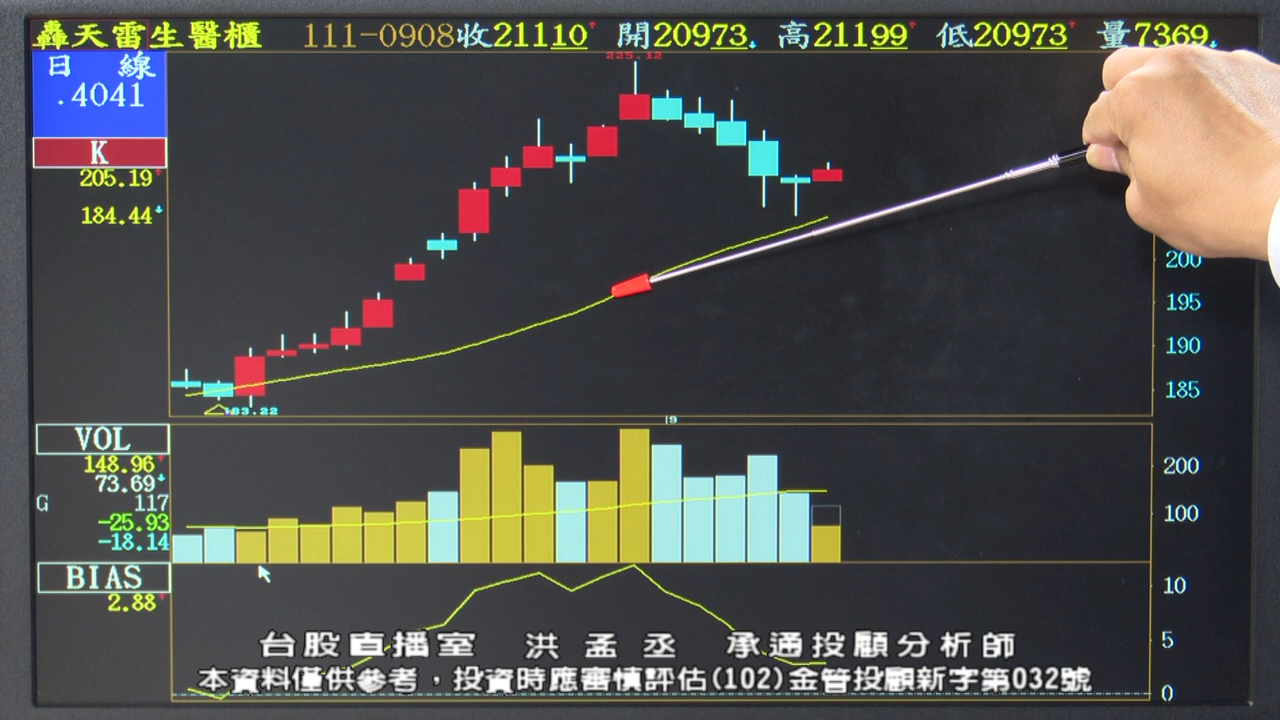 轟天雷生醫櫃 111-0908收21110 開20973 高21199 低20973 量7369
日 線
.4041
K
205.19
184.44
225.12
200
195
190
185
183.22
19
VOL
148.96
73.69
G 117
-25.93
-18.14
200
100
BIAS
2.88
10
5
0
台股直播室 洪孟丞 承通投顧分析師
本資料僅供參考，投資時應審慎評估(102)金管投顧新字第032號